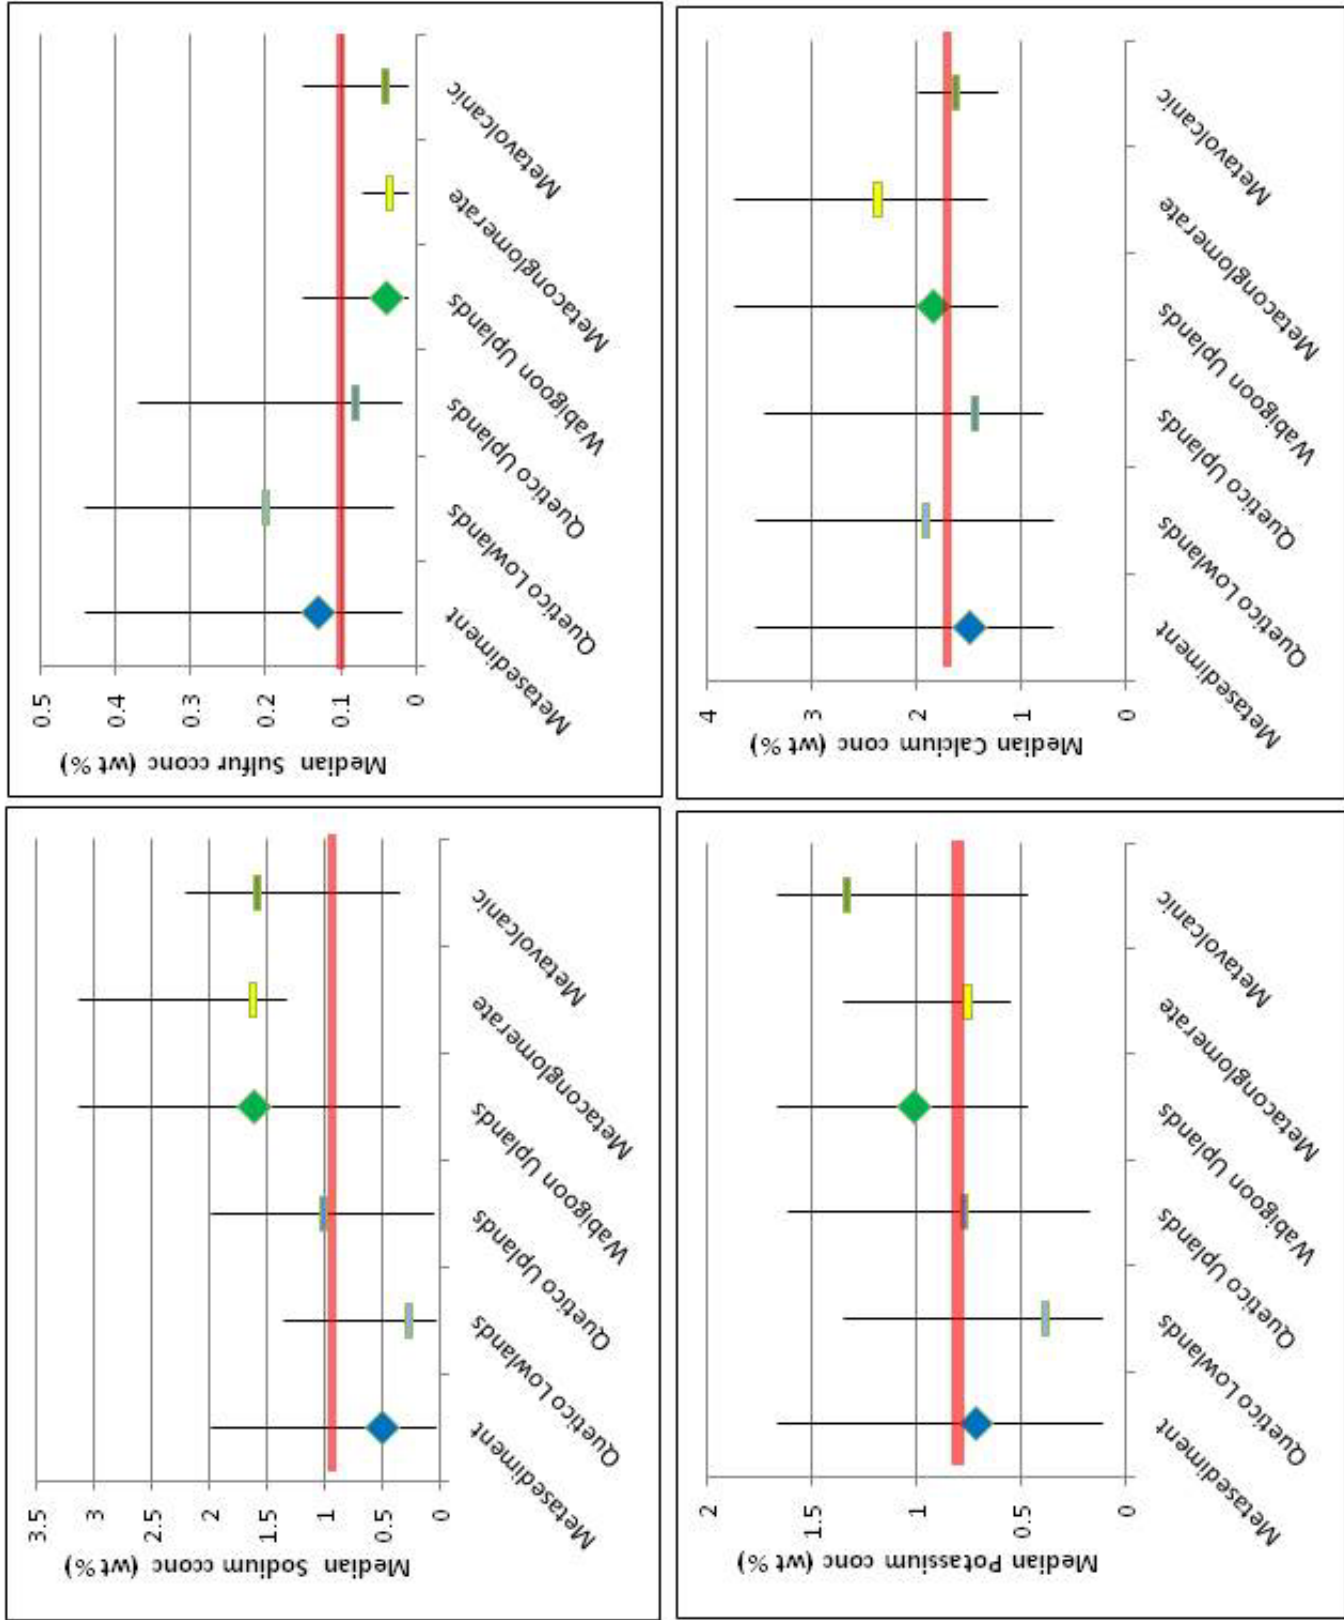 Median Sodium cconc (wt %)
3.5
3
2.5
2
1.5
1
0.5
0
Metasediment
Quetico Lowlands
Quetico Uplands
Wabigoon Uplands
Metaconglomerate
Metavolcanic
Median Sulfur cconc (wt %)
0.5
0.4
0.3
0.2
0.1
0
Metasediment
Quetico Lowlands
Quetico Uplands
Wabigoon Uplands
Metaconglomerate
Metavolcanic
Median Potassium conc (wt %)
2
1.5
1
0.5
0
Metasediment
Quetico Lowlands
Quetico Uplands
Wabigoon Uplands
Metaconglomerate
Metavolcanic
Median Calcium conc (wt %)
4
3
2
1
0
Metasediment
Quetico Lowlands
Quetico Uplands
Wabigoon Uplands
Metaconglomerate
Metavolcanic